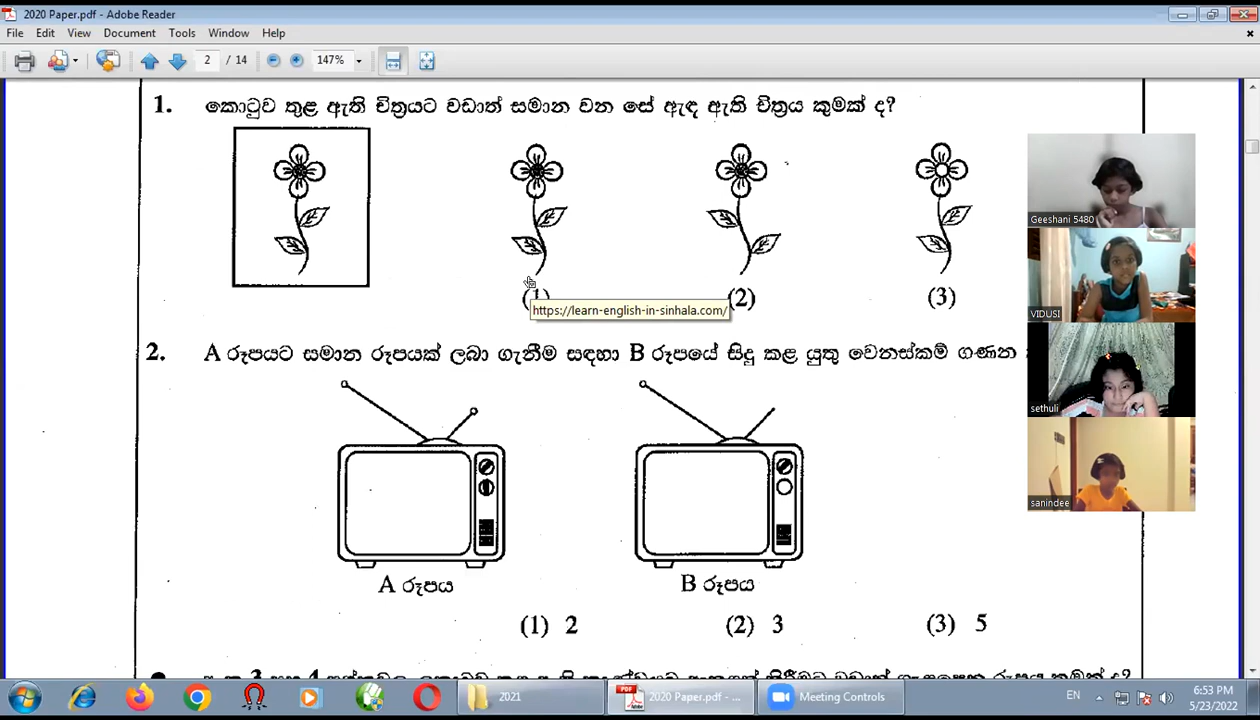 2020 Paper.pdf - Adobe Reader
File Edit View Document Tools Window Help
2 / 14 147%
1. කොටුව තුළ ඇති චිත්‍රයට වඩාත් සමාන වන සේ ඇඳ ඇති චිත්‍රය කුමක් ද?
Geeshani 5480
VIDUSI
(1) (2) (3)
https://learn-english-in-sinhala.com/
2. A රූපයට සමාන රූපයක් ලබා ගැනීම සඳහා B රූපයේ සිදු කළ යුතු වෙනස්කම් ගණන
sethuli
sanindee
A රූපය B රූපය
(1) 2 (2) 3 (3) 5
2021 2020 Paper.pdf - ... Meeting Controls EN 6:53 PM
5/23/2022